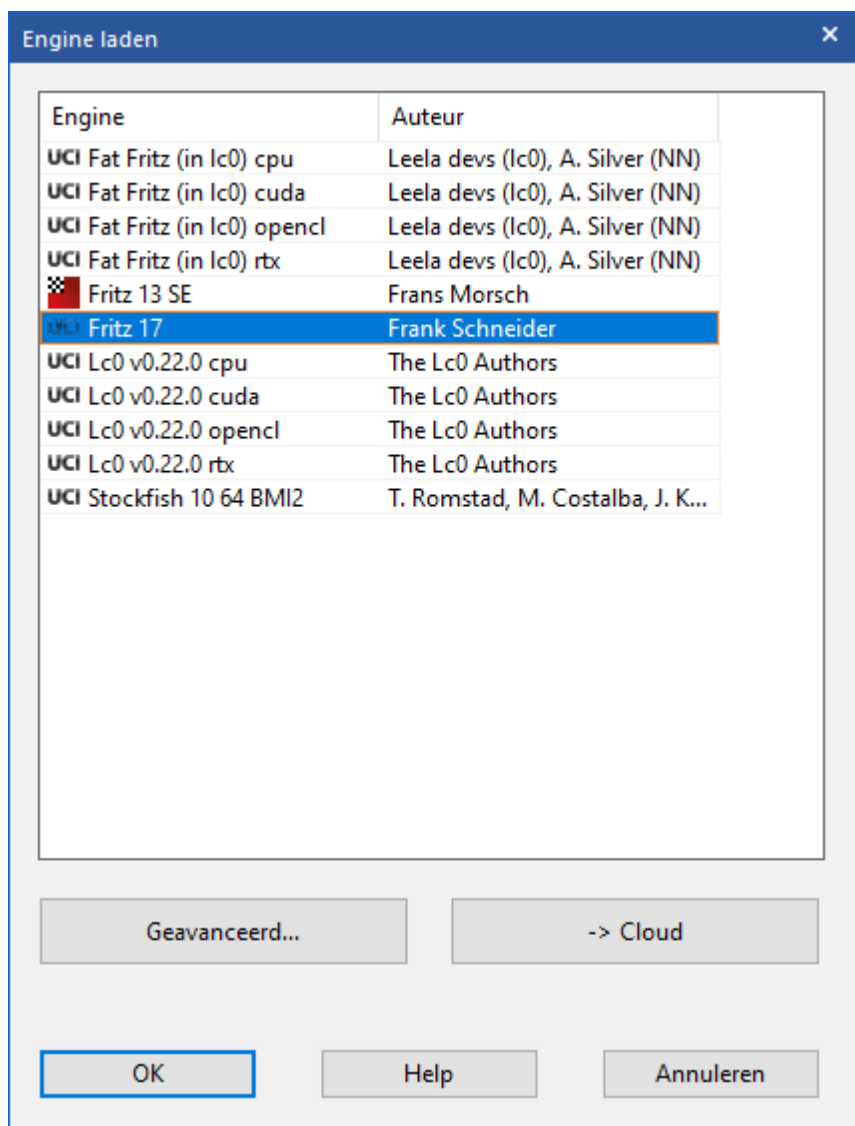 Engine laden
Engine Auteur
UCI Fat Fritz (in lc0) cpu Leela devs (lc0), A. Silver (NN)
UCI Fat Fritz (in lc0) cuda Leela devs (lc0), A. Silver (NN)
UCI Fat Fritz (in lc0) opencl Leela devs (lc0), A. Silver (NN)
UCI Fat Fritz (in lc0) rtx Leela devs (lc0), A. Silver (NN)
Fritz 13 SE Frans Morsch
Fritz 17 Frank Schneider
UCI Lc0 v0.22.0 cpu The Lc0 Authors
UCI Lc0 v0.22.0 cuda The Lc0 Authors
UCI Lc0 v0.22.0 opencl The Lc0 Authors
UCI Lc0 v0.22.0 rtx The Lc0 Authors
UCI Stockfish 10 64 BMI2 T. Romstad, M. Costalba, J. K...
Geavanceerd... -> Cloud
OK Help Annuleren